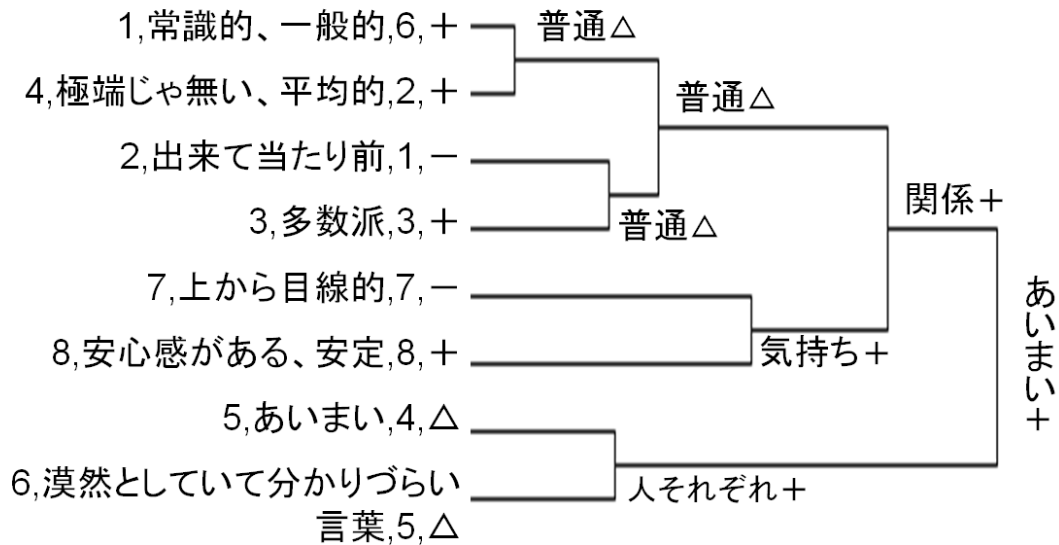 1,常識的、一般的,6,＋
普通△
4,極端じゃ無い、平均的,2,＋
普通△
2,出来て当たり前,1,－
関係＋
3,多数派,3,＋
普通△
7,上から目線的,7,－
あいまい＋
8,安心感がある、安定,8,＋
気持ち＋
5,あいまい,4,△
6,漠然としていて分かりづらい
言葉,5,△
人それぞれ＋